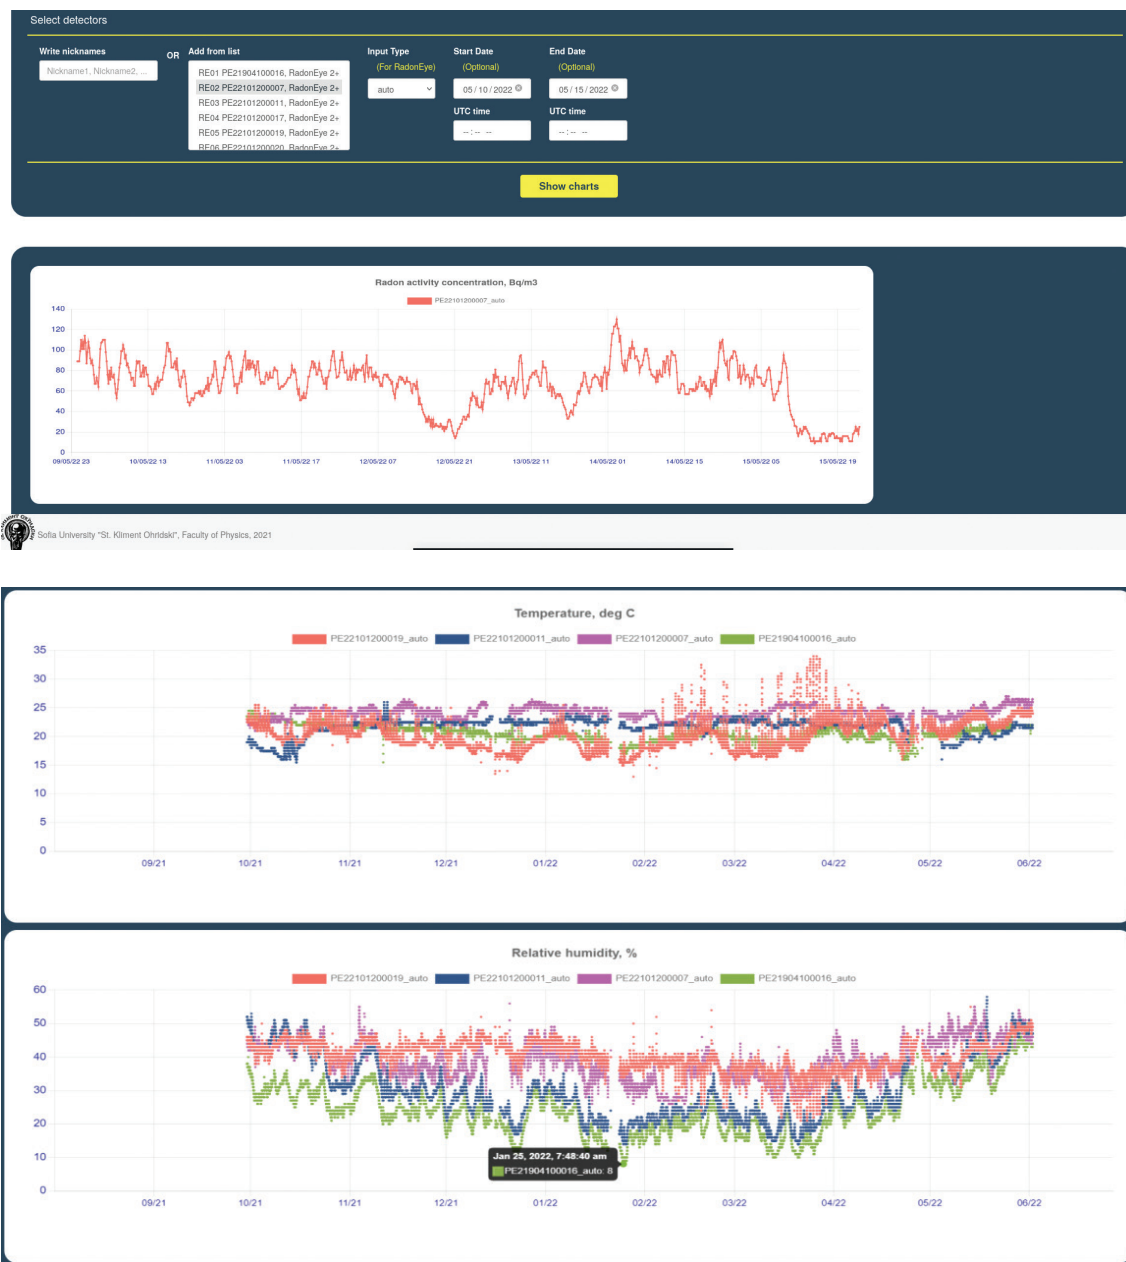 Select detectors
Write nicknames
OR
Add from list
Input Type
Start Date
End Date
(For RadonEye)
(Optional)
(Optional)
Nickname1, Nickname2, ...
RE01 PE21904100016, RadonEye 2+
RE02 PE22101200007, RadonEye 2+
RE03 PE22101200011, RadonEye 2+
RE04 PE22101200017, RadonEye 2+
RE05 PE22101200019, RadonEye 2+
RE06 PE22101200020, RadonEye 2+
auto
05 / 10 / 2022
05 / 15 / 2022
UTC time
UTC time
-- : -- --
-- : -- --
Show charts
Radon activity concentration, Bq/m3
PE22101200007_auto
140
120
100
80
60
40
20
0
09/05/22 23
10/05/22 13
11/05/22 03
11/05/22 17
12/05/22 07
12/05/22 21
13/05/22 11
14/05/22 01
14/05/22 15
15/05/22 05
15/05/22 19
Sofia University "St. Kliment Ohridski", Faculty of Physics, 2021
Temperature, deg C
PE22101200019_auto
PE22101200011_auto
PE22101200007_auto
PE21904100016_auto
35
30
25
20
15
10
5
0
09/21
10/21
11/21
12/21
01/22
02/22
03/22
04/22
05/22
06/22
Relative humidity, %
PE22101200019_auto
PE22101200011_auto
PE22101200007_auto
PE21904100016_auto
60
50
40
30
20
10
0
Jan 25, 2022, 7:48:40 am
PE21904100016_auto: 8
09/21
10/21
11/21
12/21
01/22
02/22
03/22
04/22
05/22
06/22